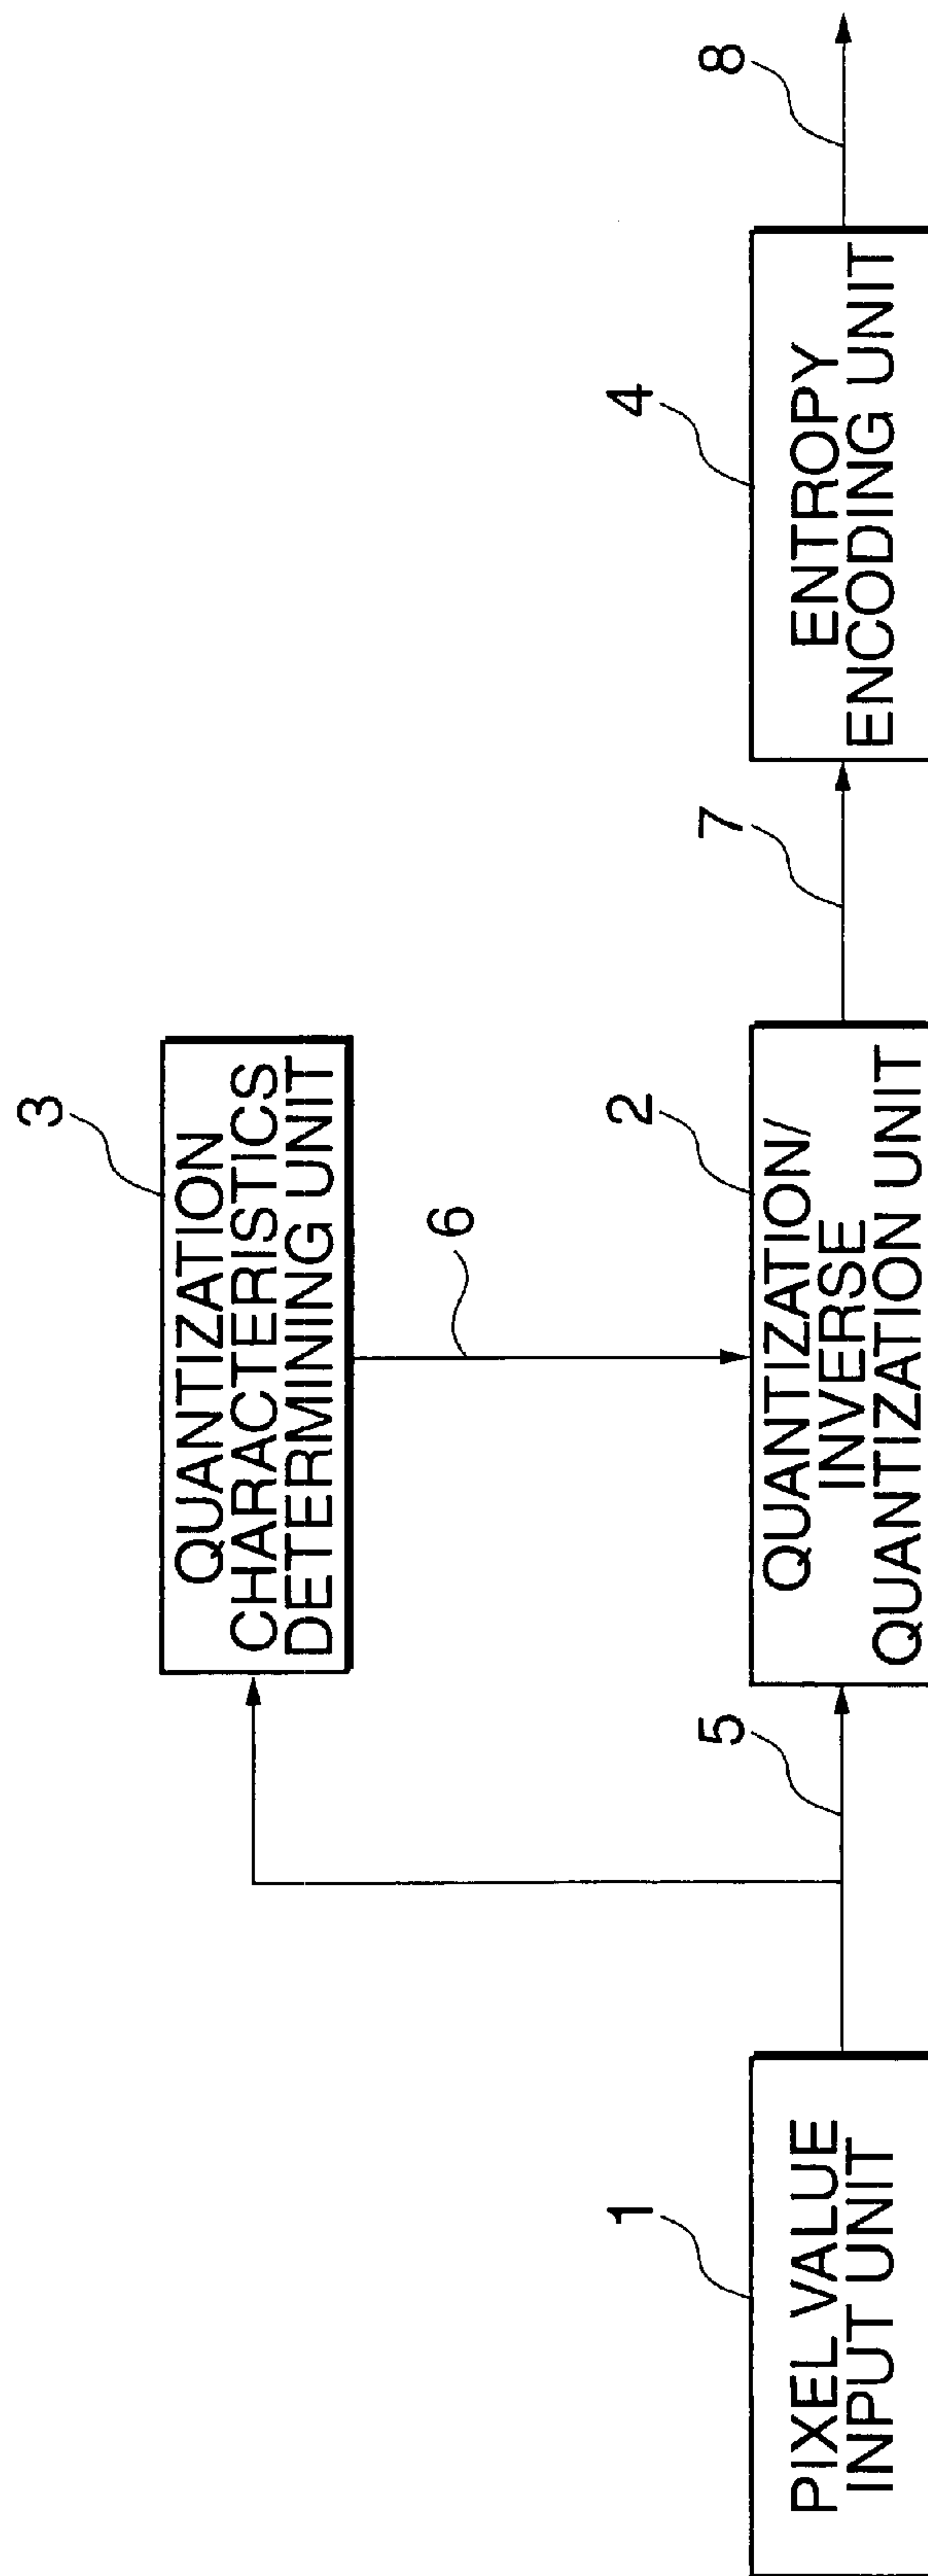 3
QUANTIZATION
CHARACTERISTICS
DETERMINING UNIT
6
1
PIXEL VALUE
INPUT UNIT
5
2
QUANTIZATION/
INVERSE
QUANTIZATION UNIT
7
4
ENTROPY
ENCODING UNIT
8